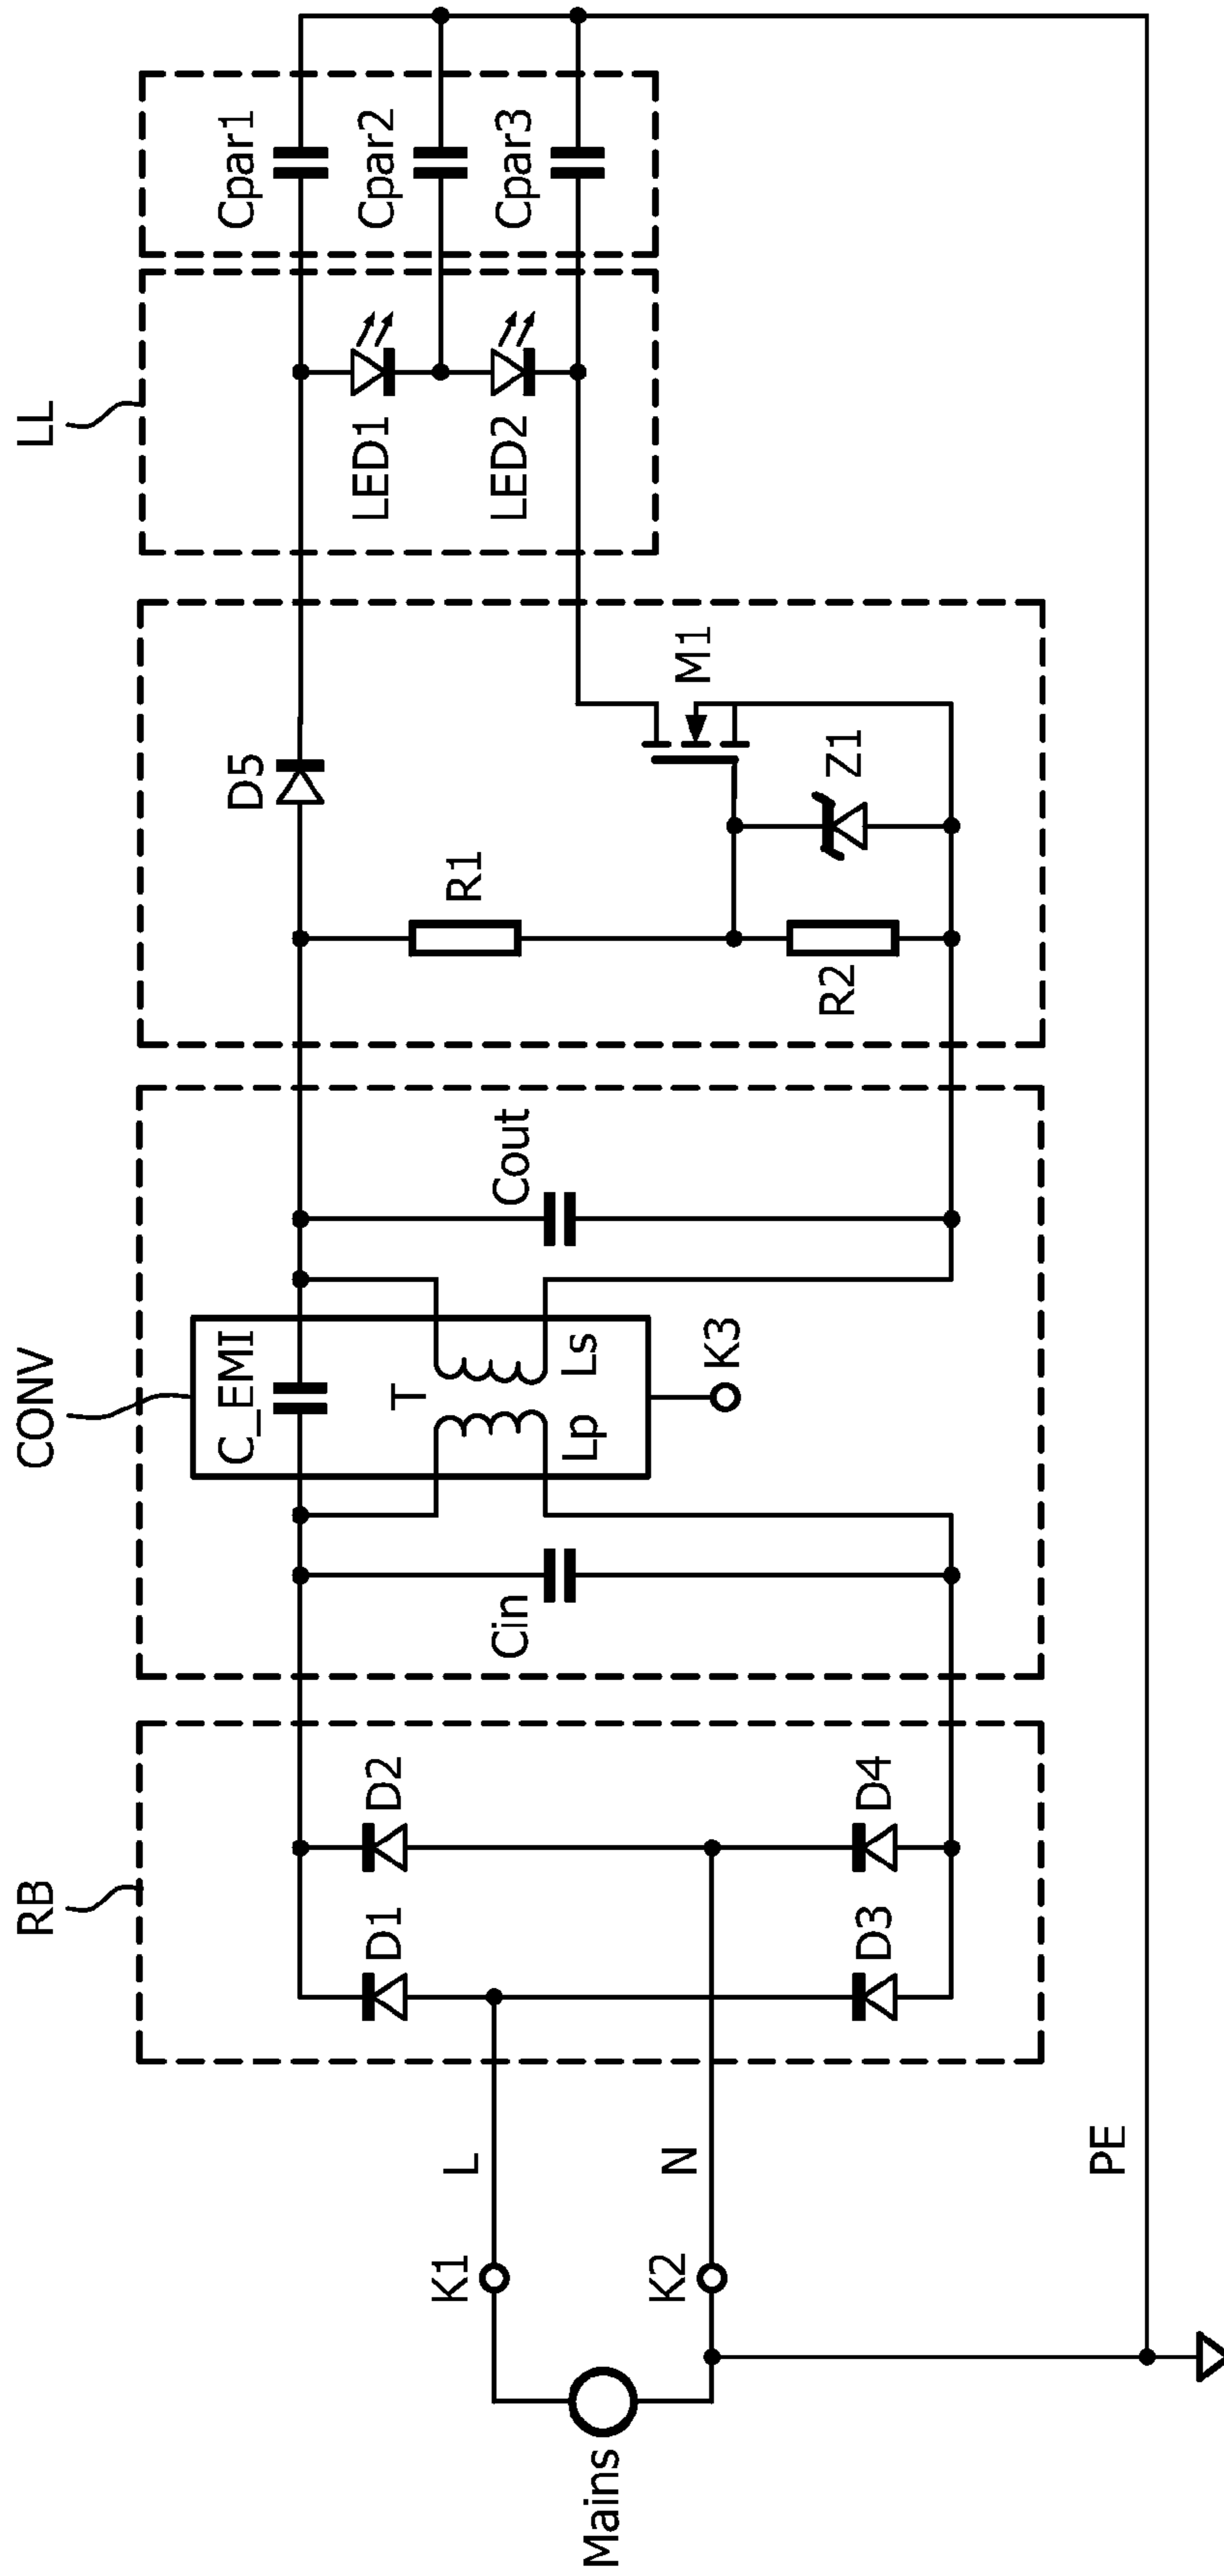 RB
CONV
LL
C_EMI
D5
Cpar1
D1
D2
T
R1
LED1
Cpar2
K1
L
Cin
Lp
Ls
Cout
LED2
Cpar3
Mains
K2
N
K3
M1
D3
D4
R2
Z1
PE